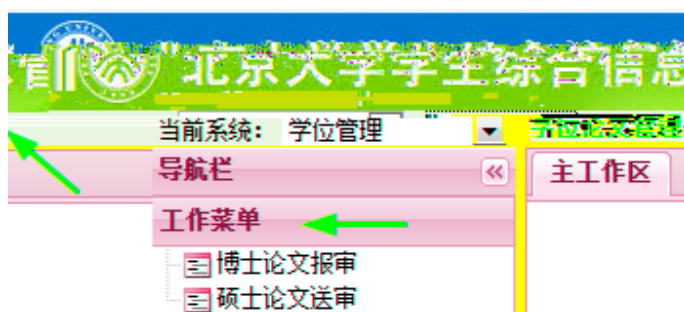 北京大学学生综合信息
当前系统： 学位管理
导航栏
主工作区
工作菜单
博士论文报审
硕士论文送审